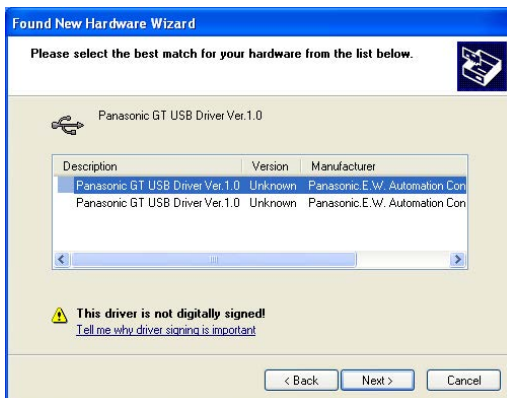 Found New Hardware Wizard
Please select the best match for your hardware from the list below.
Panasonic GT USB Driver Ver.1.0
Description Version Manufacturer
Panasonic GT USB Driver Ver.1.0 Unknown Panasonic.E.W. Automation Con
Panasonic GT USB Driver Ver.1.0 Unknown Panasonic.E.W. Automation Con
This driver is not digitally signed!
Tell me why driver signing is important
< Back Next > Cancel